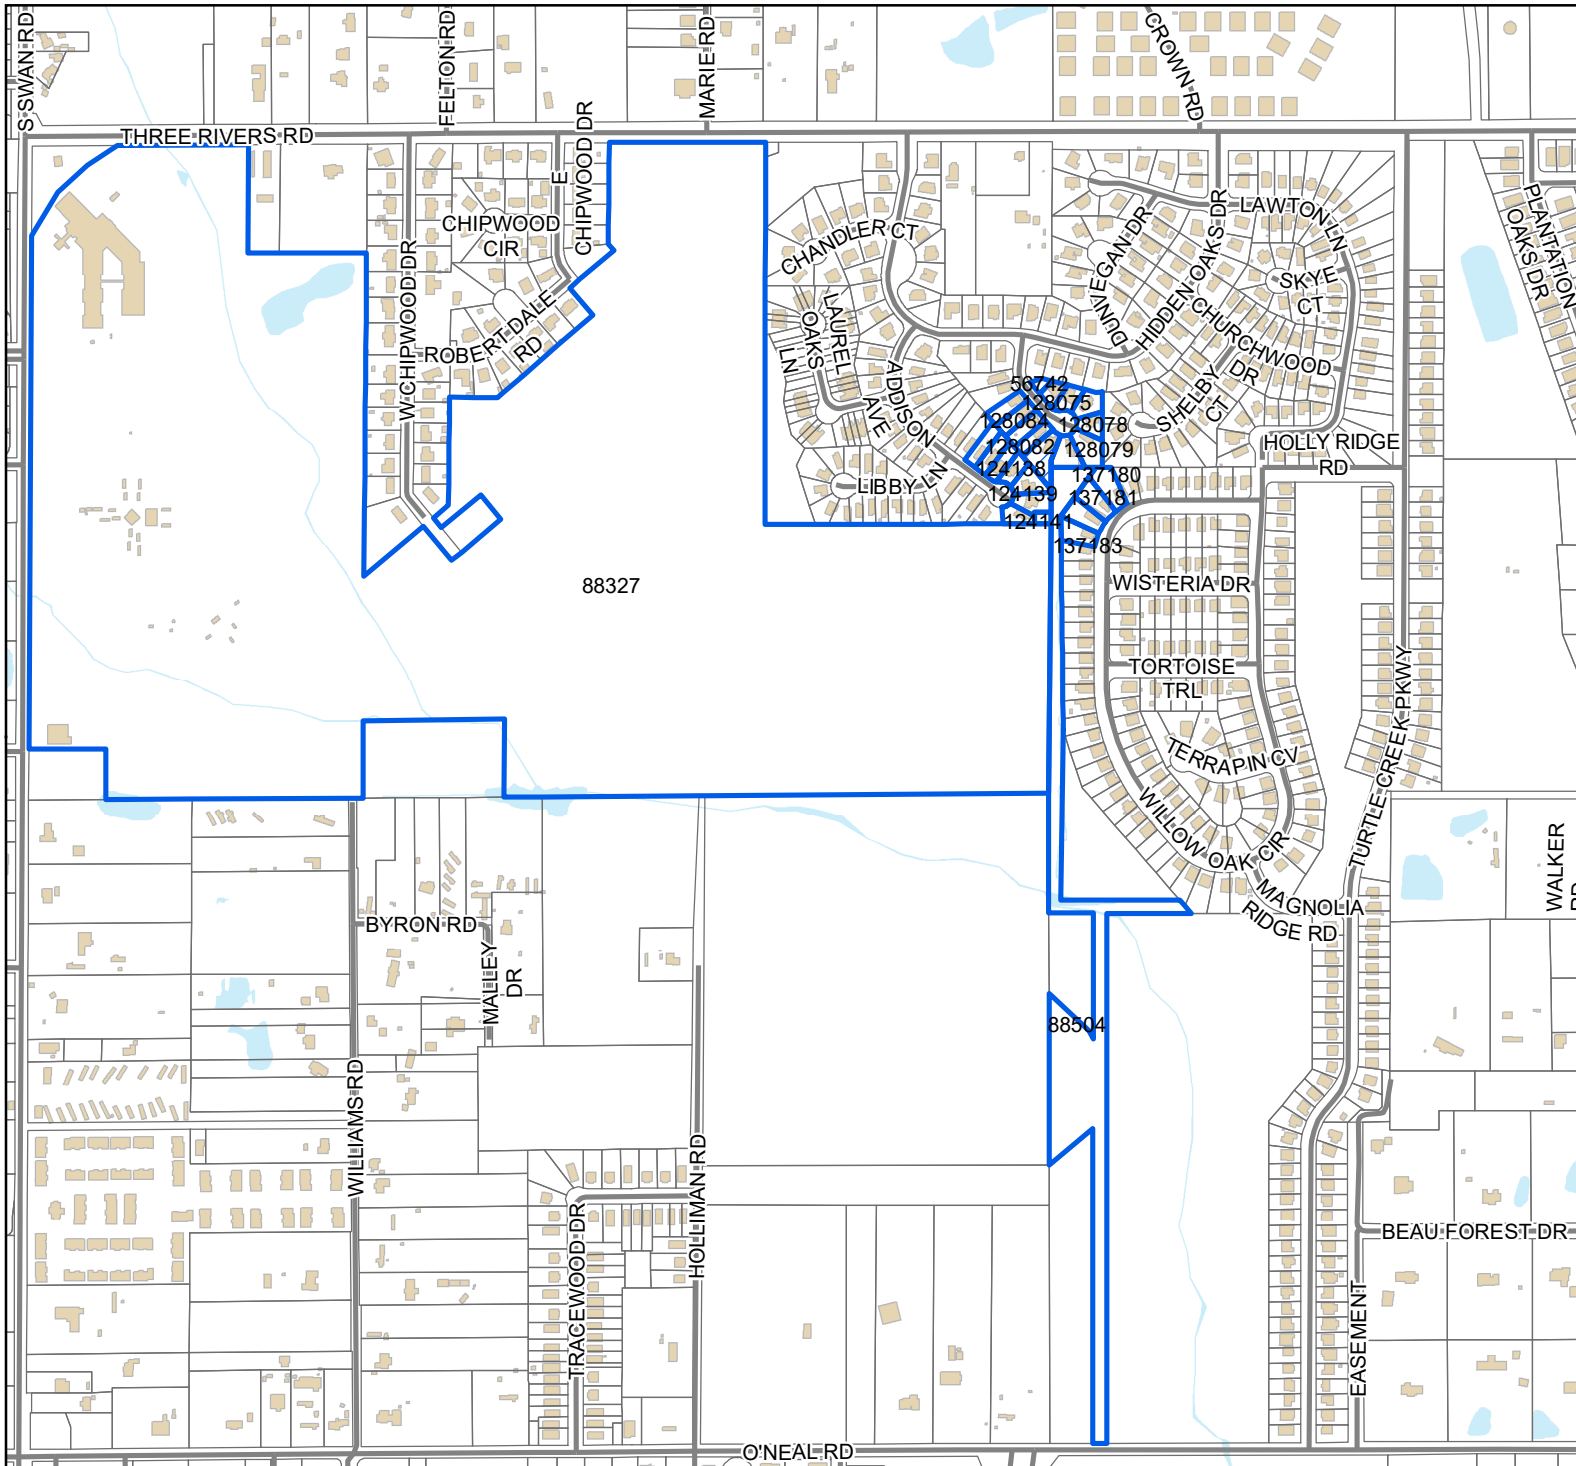 S SWAN RD
FELTON RD
MARIE RD
CROWN RD
THREE RIVERS RD
E
CHIPWOOD DR
CHIPWOOD
CIR
W CHIPWOOD DR
ROBERT DALE
RD
CHANDLER CT
LAUREL
OAKS
LN
ADDISON
AVE
LIBBY LN
DUNAVEGAN DR
HIDDEN OAKS DR
LAWTON LN
SKYE
CT
CHURCHWOOD
DR
SHELBY
CT
HOLLY RIDGE
RD
PLANTATION
OAKS DR
56742
128075
128084
128078
128082
128079
124138
137180
124139
137181
124141
137183
88327
WISTERIA DR
TORTOISE
TRL
TERRAPIN CV
WILLOW OAK CIR
MAGNOLIA
RIDGE RD
TURTLE CREEK PKWY
WALKER
BYRON RD
MALLEY
DR
88504
WILLIAMS RD
HOLLIMAN RD
TRACEWOOD DR
BEAU FOREST DR
EASEMENT
O'NEAL RD